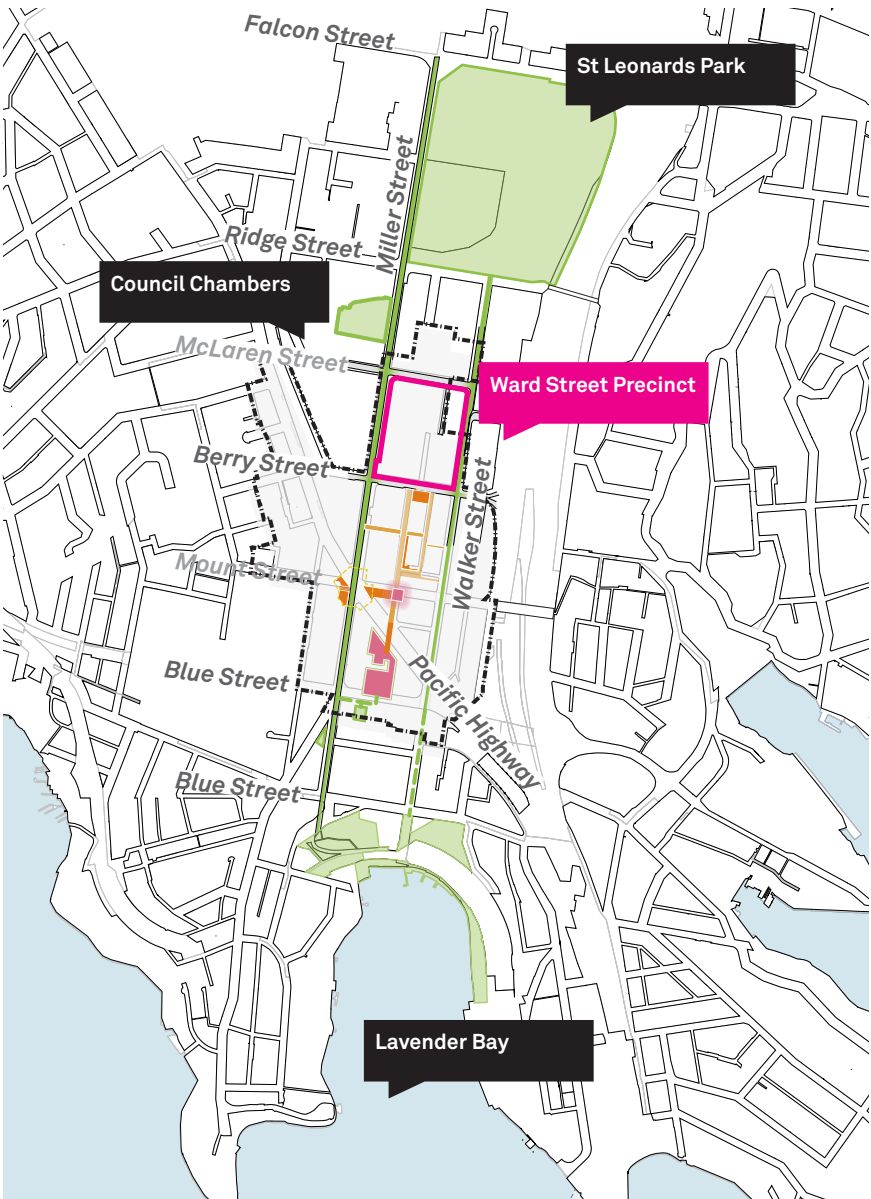 Falcon Street
St Leonards Park
Miller Street
Ridge Street
Council Chambers
McLaren Street
Ward Street Precinct
Berry Street
Walker Street
Mount Street
Blue Street
Pacific Highway
Blue Street
Lavender Bay